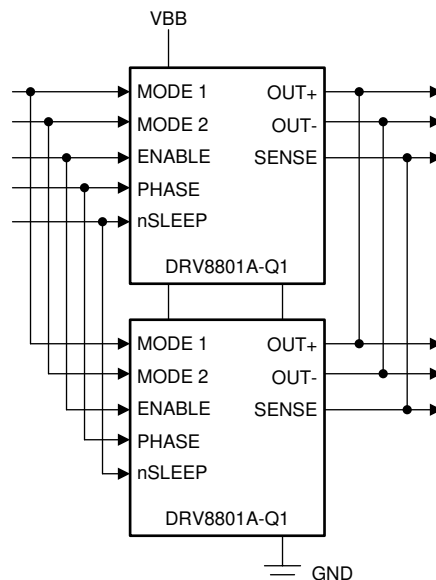 VBB
MODE 1 OUT+
MODE 2 OUT-
ENABLE SENSE
PHASE
nSLEEP
DRV8801A-Q1
MODE 1 OUT+
MODE 2 OUT-
ENABLE SENSE
PHASE
nSLEEP
DRV8801A-Q1
GND